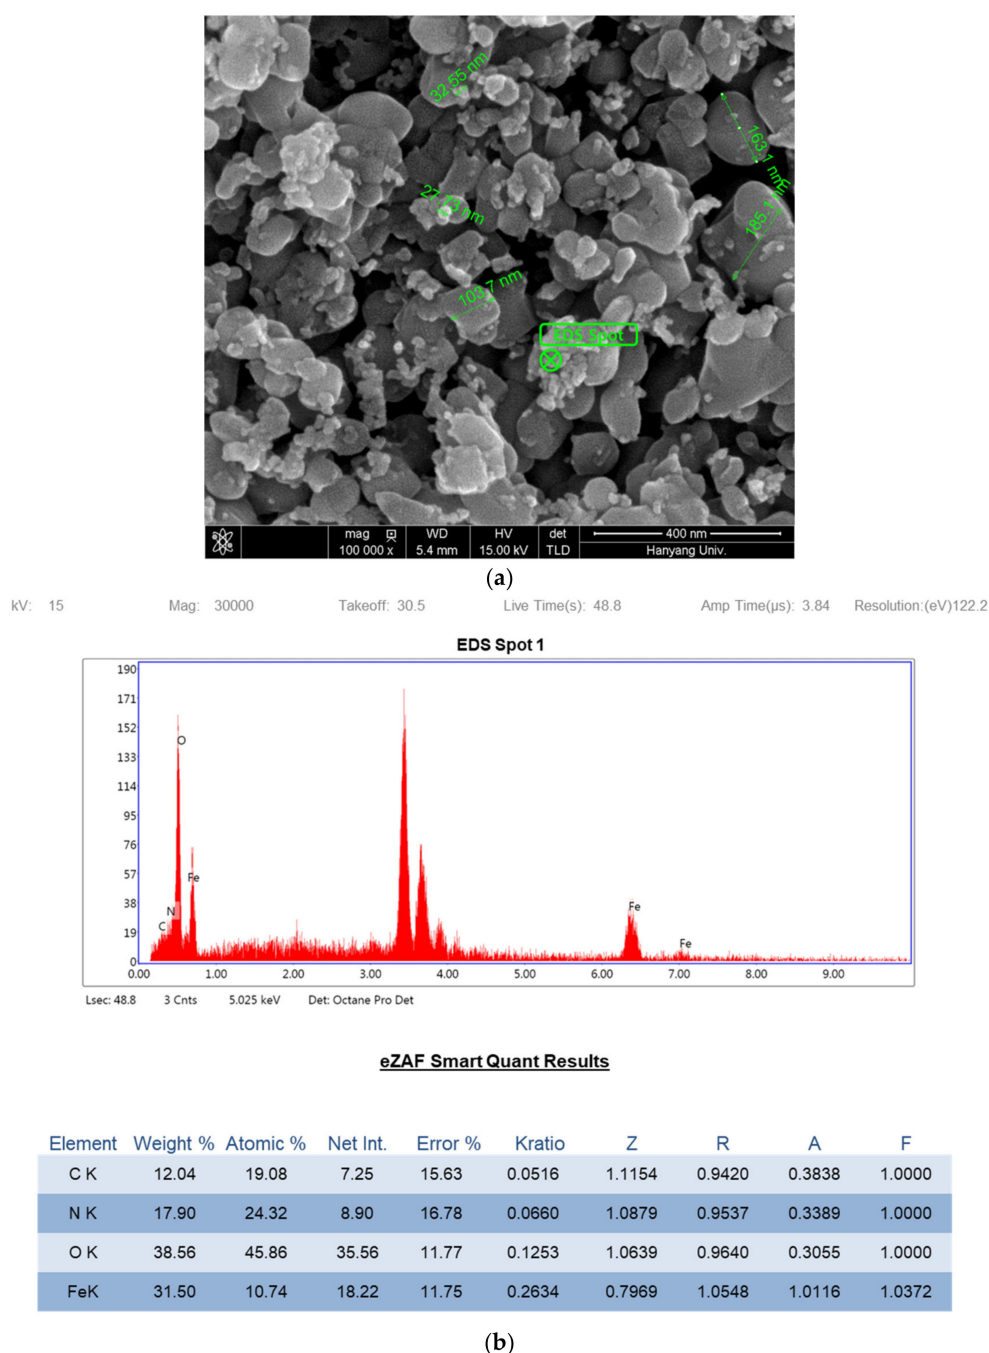 32.55 nm
163.1 nm
27.13 nm
185.1 nm
103.7 nm
EDS Spot
mag WD HV det 400 nm
100 000 x 5.4 mm 15.00 kV TLD Hanyang Univ.
(a)
kV: 15 Mag: 30000 Takeoff: 30.5 Live Time(s): 48.8 Amp Time(µs): 3.84 Resolution:(eV)122.2
EDS Spot 1
190
171
152
133
114
95
76
57
38
19
0
O
Fe
N
C
Fe
Fe
0.00 1.00 2.00 3.00 4.00 5.00 6.00 7.00 8.00 9.00
Lsec: 48.8 3 Cnts 5.025 keV Det: Octane Pro Det
eZAF Smart Quant Results
Element Weight % Atomic % Net Int. Error % Kratio Z R A F
C K 12.04 19.08 7.25 15.63 0.0516 1.1154 0.9420 0.3838 1.0000
N K 17.90 24.32 8.90 16.78 0.0660 1.0879 0.9537 0.3389 1.0000
O K 38.56 45.86 35.56 11.77 0.1253 1.0639 0.9640 0.3055 1.0000
FeK 31.50 10.74 18.22 11.75 0.2634 0.7969 1.0548 1.0116 1.0372
(b)